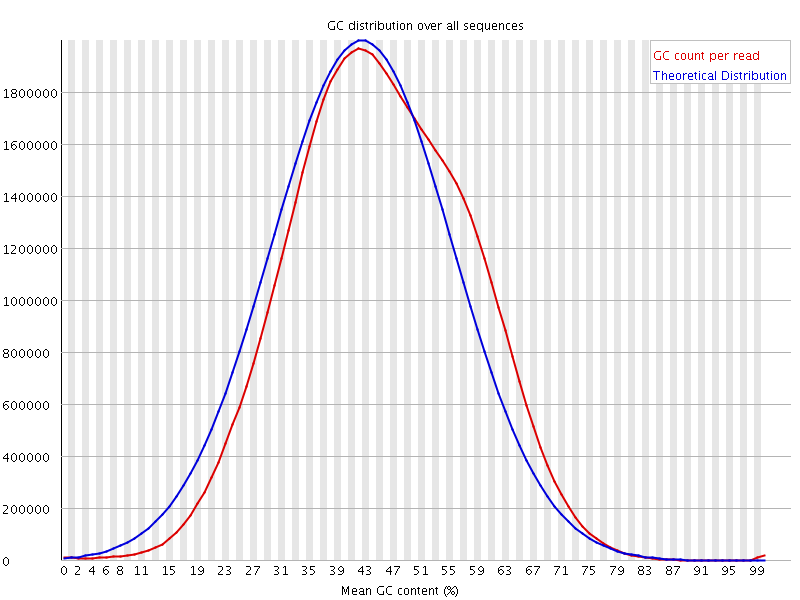 GC distribution over all sequences
GC count per read
Theoretical Distribution
1800000
1600000
1400000
1200000
1000000
800000
600000
400000
200000
0
0 2 4 6 8 11 15 19 23 27 31 35 39 43 47 51 55 59 63 67 71 75 79 83 87 91 95 99
Mean GC content (%)